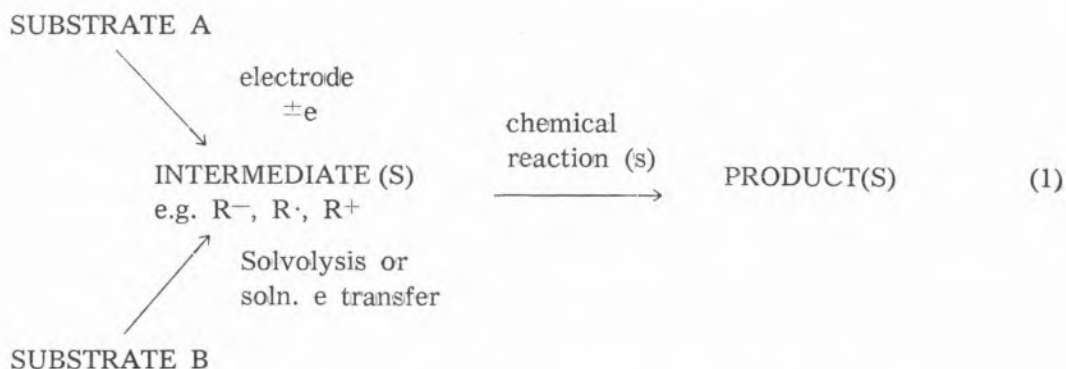 SUBSTRATE A
electrode
±e
chemical
reaction (s)
INTERMEDIATE (S)
PRODUCT(S) (1)
e.g. R—, R·, R+
Solvolysis or
soln. e transfer
SUBSTRATE B